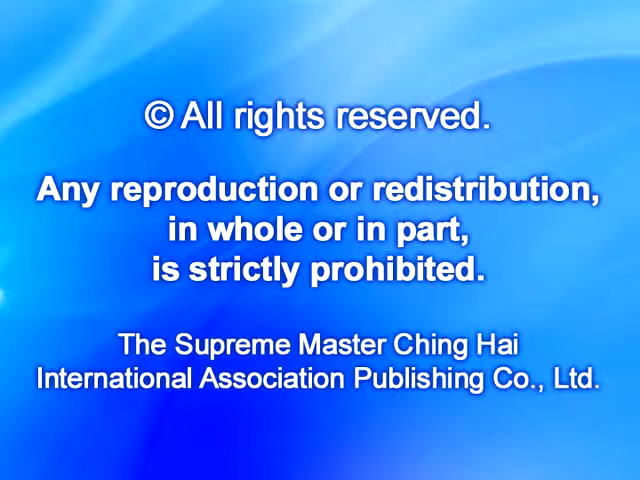 © All rights reserved.
Any reproduction or redistribution,
in whole or in part,
is strictly prohibited.
The Supreme Master Ching Hai
International Association Publishing Co., Ltd.